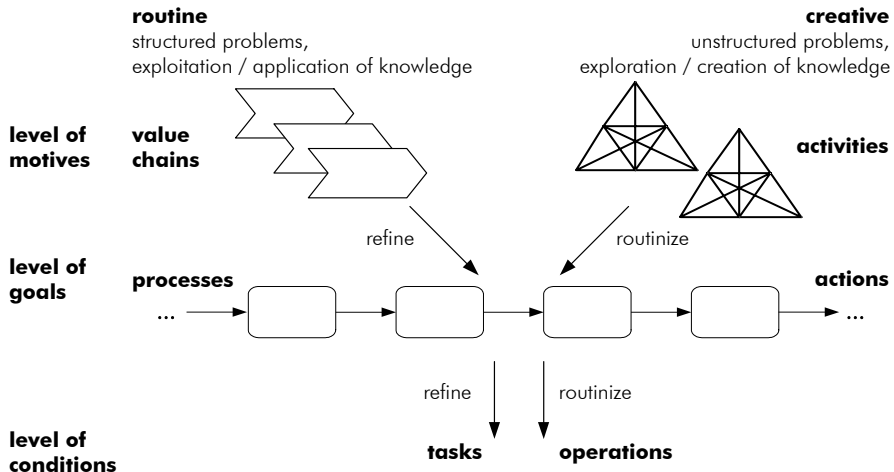 routine
structured problems,
exploitation / application of knowledge
creative
unstructured problems,
exploration / creation of knowledge
level of
motives
value
chains
activities
refine
routinize
level of
goals
processes
actions
...
...
refine
routinize
level of
conditions
tasks
operations